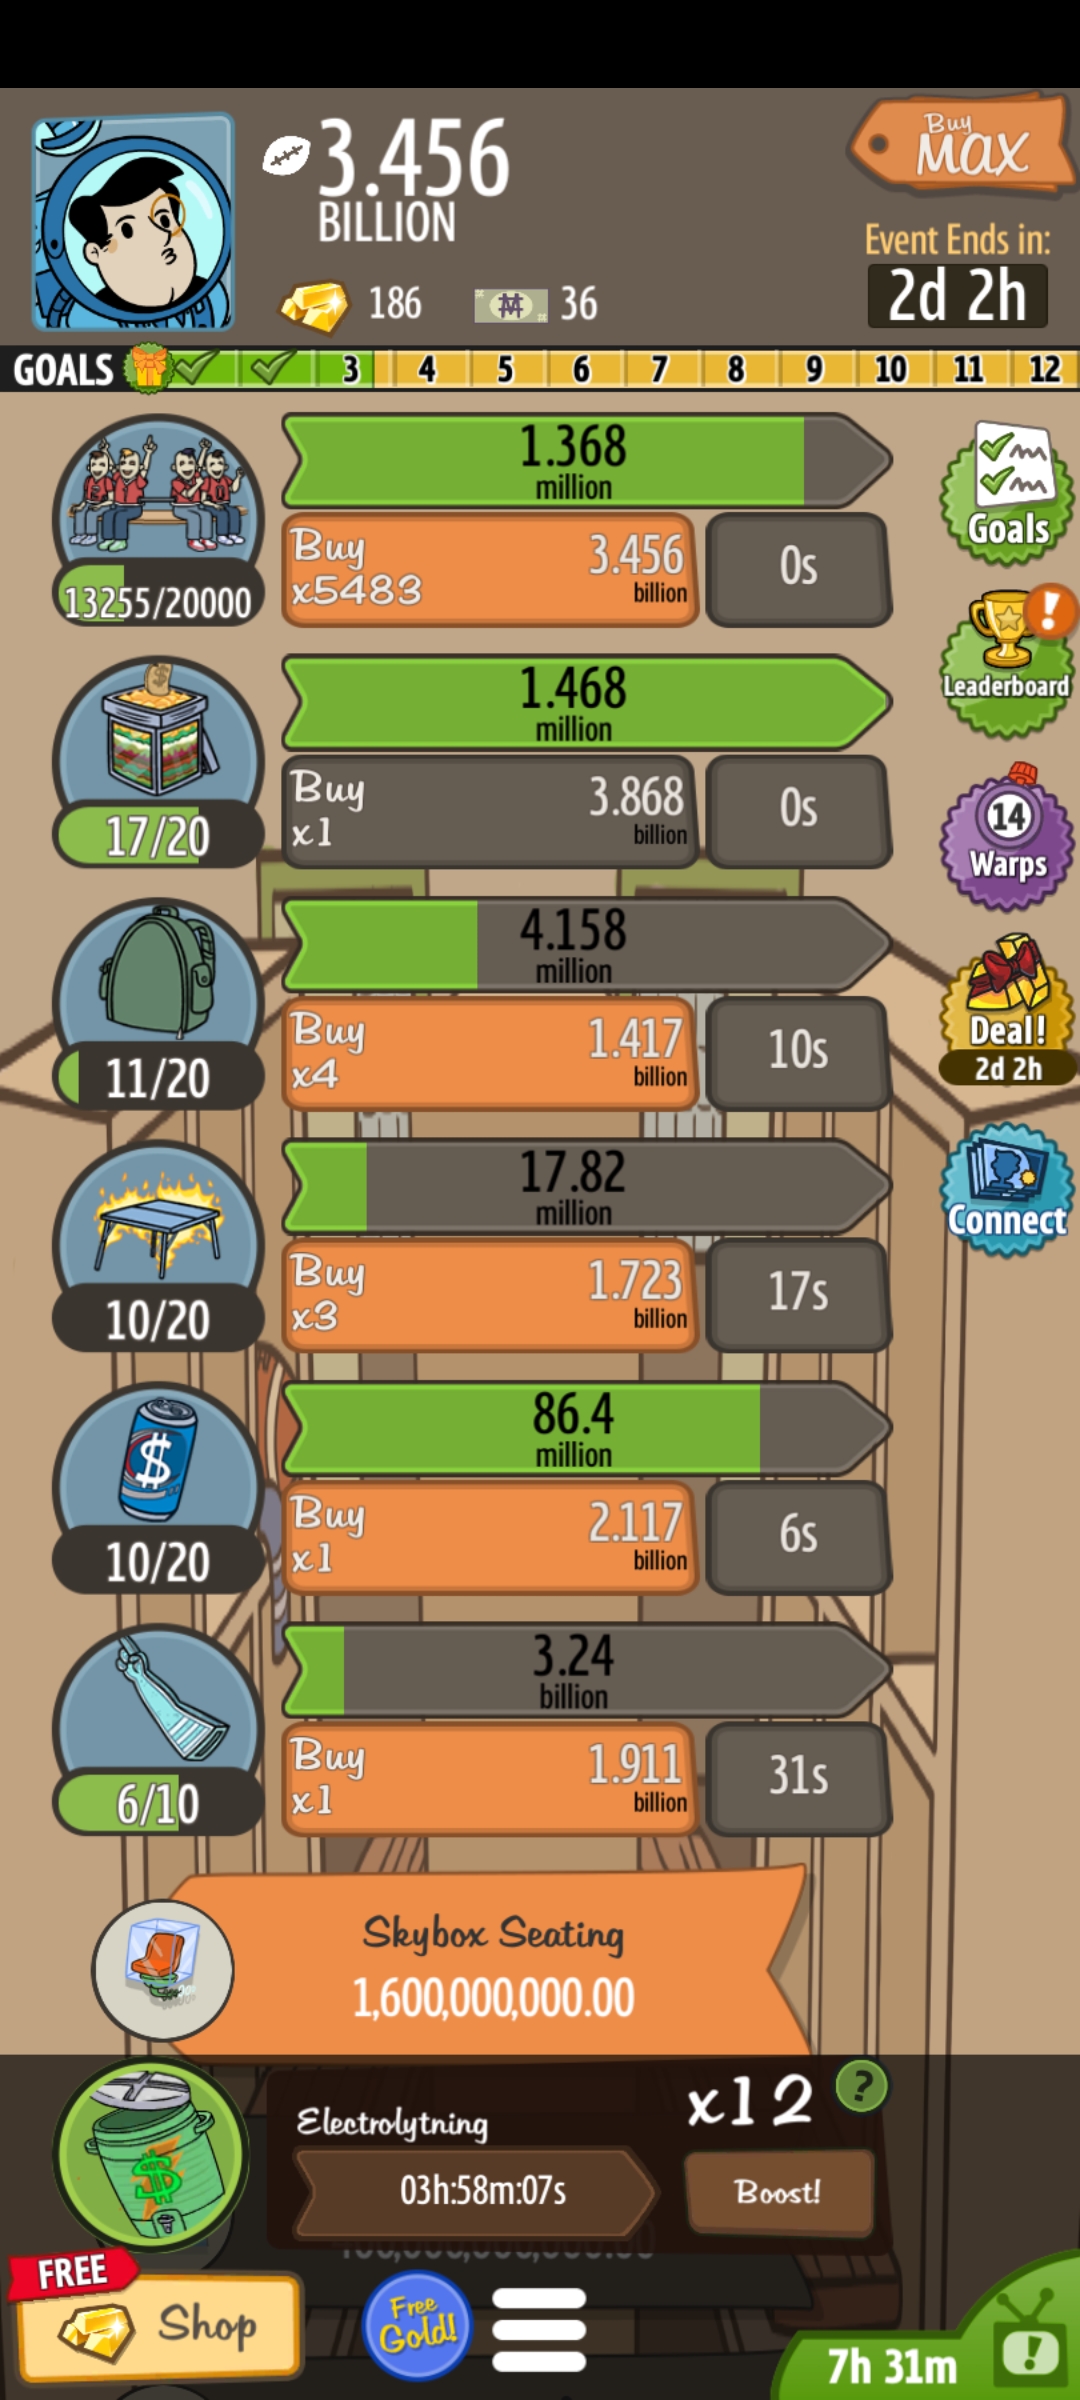 3.456
BILLION
Buy
MAX
Event Ends in:
2d 2h
186
36
GOALS 3 4 5 6 7 8 9 10 11 12
1.368
million
Buy
x5483
3.456
billion
0s
13255/20000
Goals
Leaderboard
!
1.468
million
Buy
x1
3.868
billion
0s
17/20
14
Warps
4.158
million
Buy
x4
1.417
billion
10s
11/20
Deal!
2d 2h
17.82
million
Buy
x3
1.723
billion
17s
10/20
Connect
86.4
million
Buy
x1
2.117
billion
6s
10/20
$
3.24
billion
Buy
x1
1.911
billion
31s
6/10
Skybox Seating
1,600,000,000.00
Electrolytning
x12
?
03h:58m:07s
Boost!
$
FREE
Shop
Free
Gold!
7h 31m
!